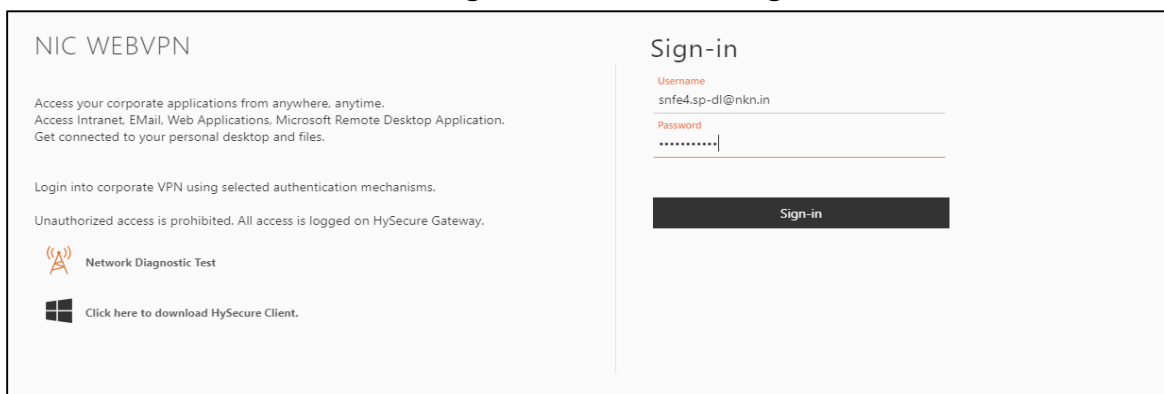 NIC WEBVPN
Access your corporate applications from anywhere, anytime.
Access Intranet, EMail, Web Applications, Microsoft Remote Desktop Application.
Get connected to your personal desktop and files.
Login into corporate VPN using selected authentication mechanisms.
Unauthorized access is prohibited. All access is logged on HySecure Gateway.
Network Diagnostic Test
Click here to download HySecure Client.
Sign-in
Username
snfe4.sp-dl@nkn.in
Password
•••••••••••
Sign-in